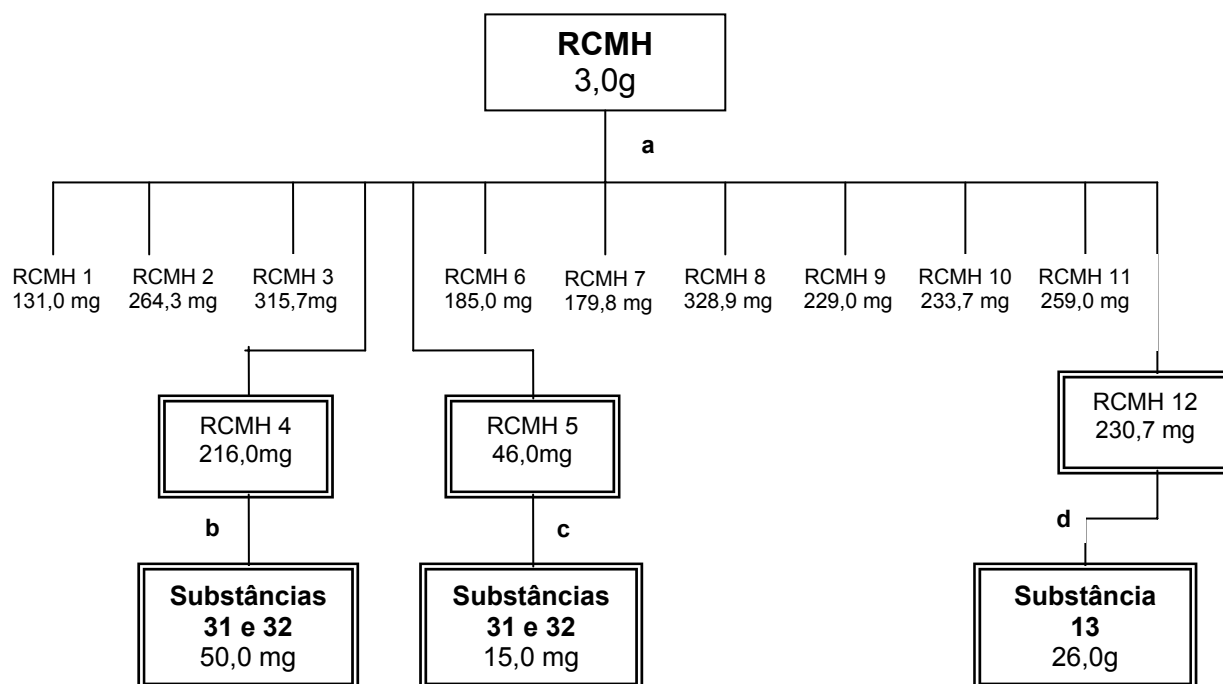 RCMH
3,0g
a
RCMH 1
131,0 mg
RCMH 2
264,3 mg
RCMH 3
315,7mg
RCMH 6
185,0 mg
RCMH 7
179,8 mg
RCMH 8
328,9 mg
RCMH 9
229,0 mg
RCMH 10
233,7 mg
RCMH 11
259,0 mg
RCMH 4
216,0mg
RCMH 5
46,0mg
RCMH 12
230,7 mg
b
c
d
Substâncias
31 e 32
50,0 mg
Substâncias
31 e 32
15,0 mg
Substância
13
26,0g